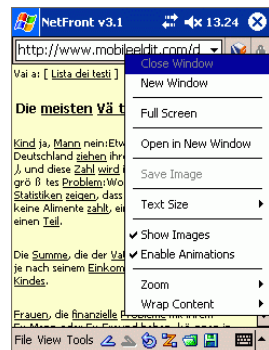 NetFront v3.1 13.24
http://www.mobileeldit.com/d
Vai a: [ Lista dei testi ]
Die meisten Vä t
Kind ja, Mann nein:Etw
Deutschland ziehen ihre
), und diese Zahl wird i
grö ß tes Problem:Wo
Statistiken zeigen, dass
keine Alimente zahlt, ei
einen Teil.
Die Summe, die der Vat
je nach seinem Einkom
Kindes.
Frauen, die finanzielle Probleme mit ihrem
Close Window
New Window
Full Screen
Open in New Window
Save Image
Text Size
Show Images
Enable Animations
Zoom
Wrap Content
File View Tools